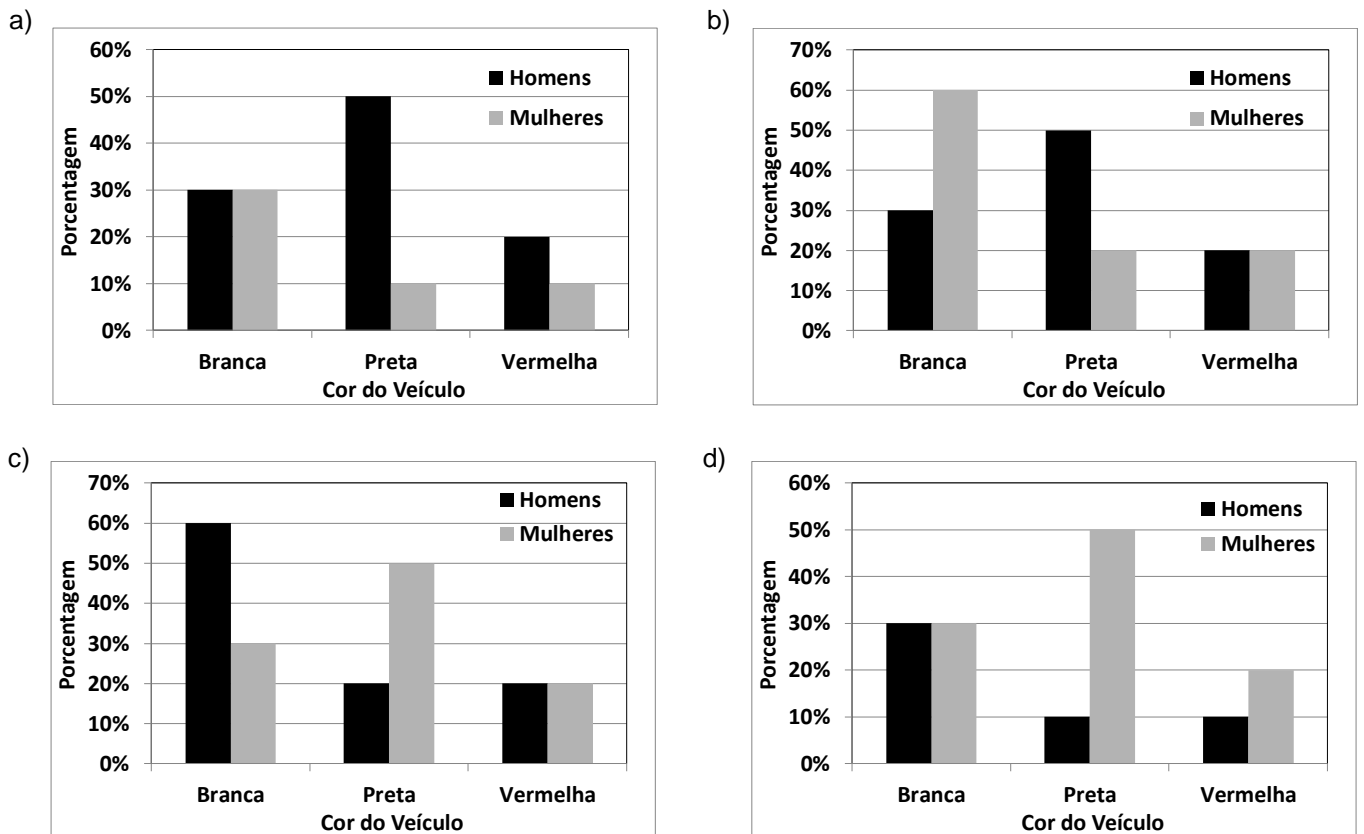 a)
60%
50%
40%
30%
20%
10%
0%
Porcentagem
Homens
Mulheres
Branca Preta Vermelha
Cor do Veículo
b)
70%
60%
50%
40%
30%
20%
10%
0%
Porcentagem
Homens
Mulheres
Branca Preta Vermelha
Cor do Veículo
c)
70%
60%
50%
40%
30%
20%
10%
0%
Porcentagem
Homens
Mulheres
Branca Preta Vermelha
Cor do Veículo
d)
60%
50%
40%
30%
20%
10%
0%
Porcentagem
Homens
Mulheres
Branca Preta Vermelha
Cor do Veículo